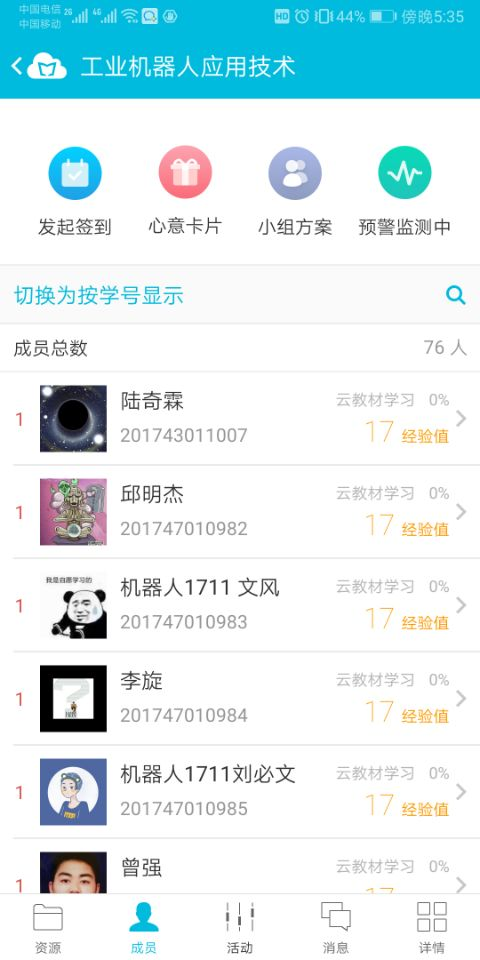 中国电信 2G 4G HD 44% 傍晚5:35
中国移动
工业机器人应用技术
发起签到 心意卡片 小组方案 预警监测中
切换为按学号显示
成员总数 76 人
1 陆奇霖 云教材学习 0%
201743011007 17 经验值
1 邱明杰 云教材学习 0%
201747010982 17 经验值
我是自愿学习的
1 机器人1711 文风 云教材学习 0%
201747010983 17 经验值
1 李旋 云教材学习 0%
201747010984 17 经验值
1 机器人1711刘必文 云教材学习 0%
201747010985 17 经验值
1 曾强 云教材学习 0%
资源 成员 活动 消息 详情